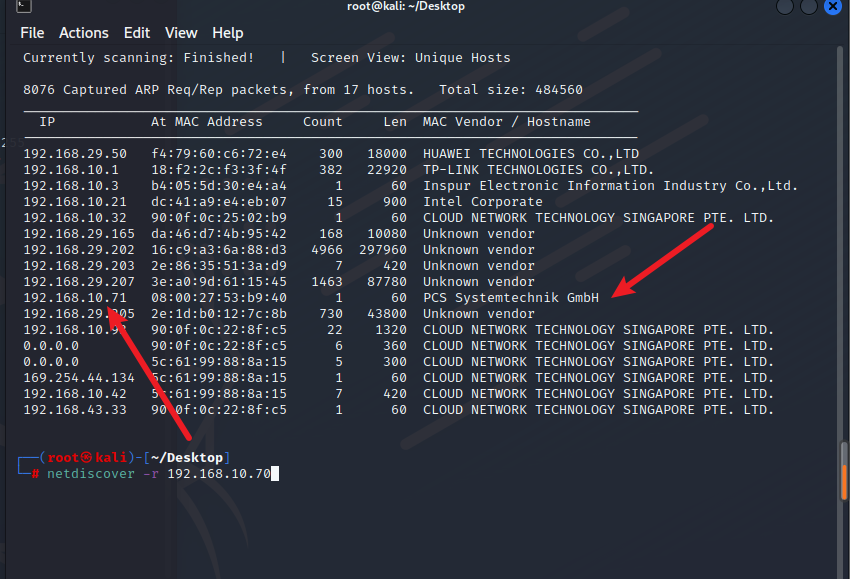 root@kali: ~/Desktop
File Actions Edit View Help
Currently scanning: Finished! | Screen View: Unique Hosts
8076 Captured ARP Req/Rep packets, from 17 hosts. Total size: 484560
IP At MAC Address Count Len MAC Vendor / Hostname
192.168.29.50 f4:79:60:c6:72:e4 300 18000 HUAWEI TECHNOLOGIES CO.,LTD
192.168.10.1 18:f2:2c:f3:3f:4f 382 22920 TP-LINK TECHNOLOGIES CO.,LTD.
192.168.10.3 b4:05:5d:30:e4:a4 1 60 Inspur Electronic Information Industry Co.,Ltd.
192.168.10.21 dc:41:a9:e4:eb:07 15 900 Intel Corporate
192.168.10.32 90:0f:0c:25:02:b9 1 60 CLOUD NETWORK TECHNOLOGY SINGAPORE PTE. LTD.
192.168.29.165 da:46:d7:4b:95:42 168 10080 Unknown vendor
192.168.29.202 16:c9:a3:6a:88:d3 4966 297960 Unknown vendor
192.168.29.203 2e:86:35:51:3a:d9 7 420 Unknown vendor
192.168.29.207 3e:a0:9d:61:15:45 1463 87780 Unknown vendor
192.168.10.71 08:00:27:53:b9:40 1 60 PCS Systemtechnik GmbH
2e:1d:b0:12:7c:8b 730 43800 Unknown vendor
90:0f:0c:22:8f:c5 22 1320 CLOUD NETWORK TECHNOLOGY SINGAPORE PTE. LTD.
0.0.0.0 90:0f:0c:22:8f:c5 6 360 CLOUD NETWORK TECHNOLOGY SINGAPORE PTE. LTD.
0.0.0.0 5c:61:99:88:8a:15 5 300 CLOUD NETWORK TECHNOLOGY SINGAPORE PTE. LTD.
169.254.44.134 5c:61:99:88:8a:15 1 60 CLOUD NETWORK TECHNOLOGY SINGAPORE PTE. LTD.
192.168.10.42 5c:61:99:88:8a:15 7 420 CLOUD NETWORK TECHNOLOGY SINGAPORE PTE. LTD.
192.168.43.33 90:0f:0c:22:8f:c5 1 60 CLOUD NETWORK TECHNOLOGY SINGAPORE PTE. LTD.
┌──(root㉿kali)-[~/Desktop]
└─# netdiscover -r 192.168.10.70